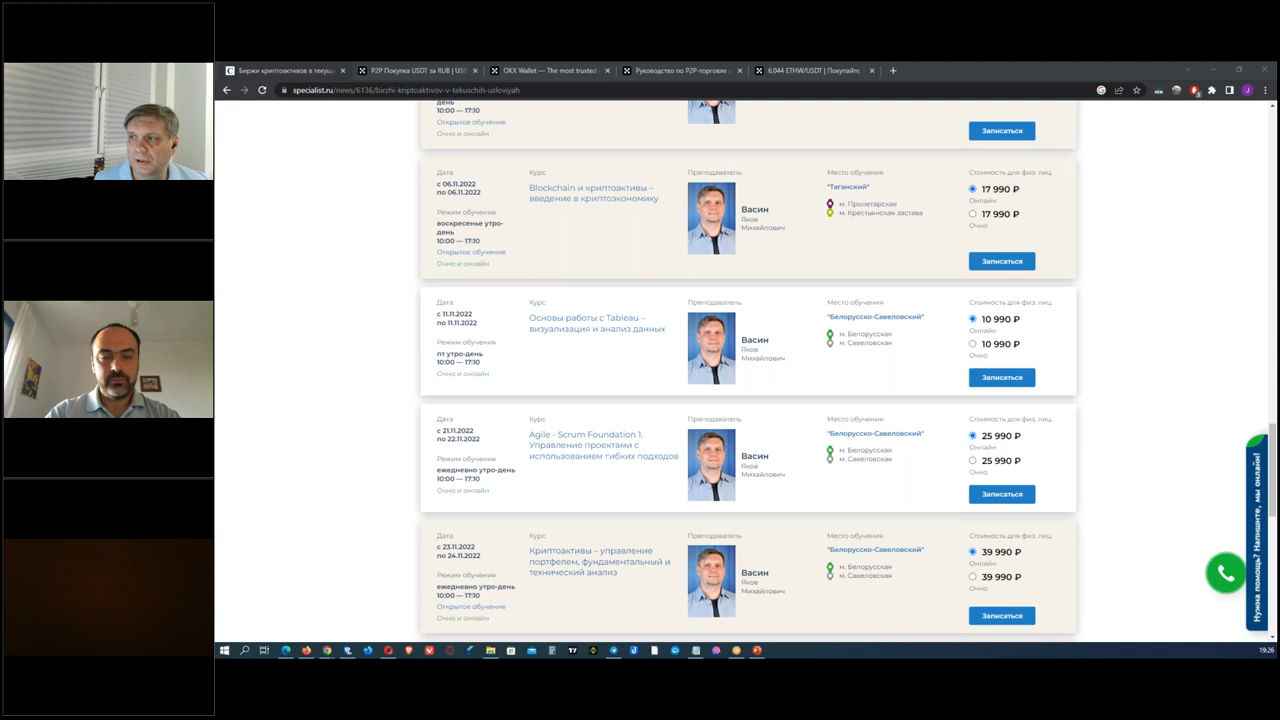 Биржи криптоактивов в текущ
P2P Покупка USDT за RUB | USD
OKX Wallet — The most trusted
Руководство по P2P-торговле
6,044 ETHW/USDT | Покупайте,
specialist.ru/news/6136/birzhi-kriptoaktivov-v-tekuschih-usloviyah
день
10:00 — 17:10
Открытое обучение
Очно и онлайн
Записаться
Дата
с 06.11.2022
по 06.11.2022
Режим обучения
воскресенье утро-
день
10:00 — 17:10
Открытое обучение
Очно и онлайн
Курс
Blockchain и криптоактивы –
введение в криптоэкономику
Преподаватель
Васин
Яков
Михайлович
Место обучения
"Таганский"
м. Пролетарская
м. Крестьянская застава
Стоимость для физ. лиц
17 990 ₽
Онлайн
17 990 ₽
Очно
Записаться
Дата
с 11.11.2022
по 11.11.2022
Режим обучения
пт утро-день
10:00 — 17:10
Очно и онлайн
Курс
Основы работы с Tableau –
визуализация и анализ данных
Преподаватель
Васин
Яков
Михайлович
Место обучения
"Белорусско-Савеловский"
м. Белорусская
м. Савеловская
Стоимость для физ. лиц
10 990 ₽
Онлайн
10 990 ₽
Очно
Записаться
Дата
с 21.11.2022
по 22.11.2022
Режим обучения
ежедневно утро-день
10:00 — 17:10
Очно и онлайн
Курс
Agile - Scrum Foundation 1.
Управление проектами с
использованием гибких подходов
Преподаватель
Васин
Яков
Михайлович
Место обучения
"Белорусско-Савеловский"
м. Белорусская
м. Савеловская
Стоимость для физ. лиц
25 990 ₽
Онлайн
25 990 ₽
Очно
Записаться
Дата
с 23.11.2022
по 24.11.2022
Режим обучения
ежедневно утро-день
10:00 — 17:10
Открытое обучение
Очно и онлайн
Курс
Криптоактивы – управление
портфелем, фундаментальный и
технический анализ
Преподаватель
Васин
Яков
Михайлович
Место обучения
"Белорусско-Савеловский"
м. Белорусская
м. Савеловская
Стоимость для физ. лиц
39 990 ₽
Онлайн
39 990 ₽
Очно
Записаться
Нужна помощь? Напишите, мы онлайн!
19:26